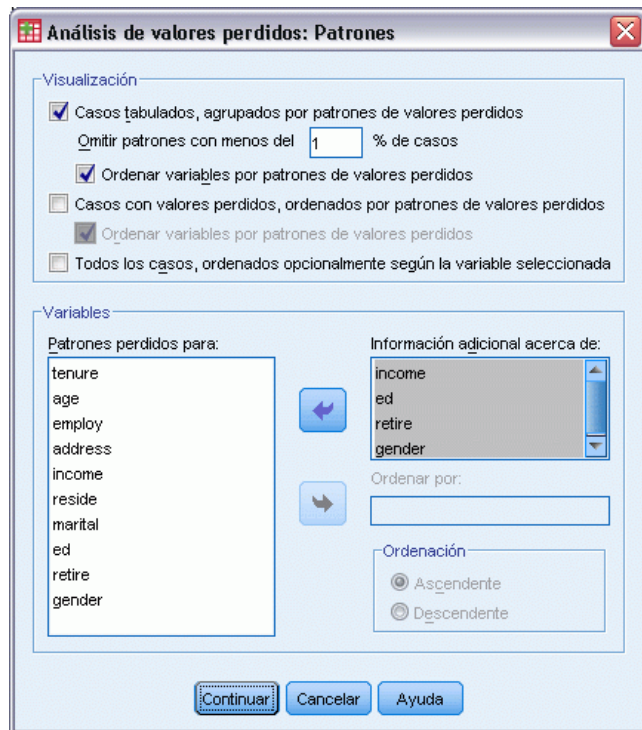 Análisis de valores perdidos: Patrones
Visualización
Casos tabulados, agrupados por patrones de valores perdidos
Omitir patrones con menos del 1 % de casos
Ordenar variables por patrones de valores perdidos
Casos con valores perdidos, ordenados por patrones de valores perdidos
Ordenar variables por patrones de valores perdidos
Todos los casos, ordenados opcionalmente según la variable seleccionada
Variables
Patrones perdidos para:
tenure
age
employ
address
income
reside
marital
ed
retire
gender
Información adicional acerca de:
income
ed
retire
gender
Ordenar por:
Ordenación
Ascendente
Descendente
Continuar Cancelar Ayuda